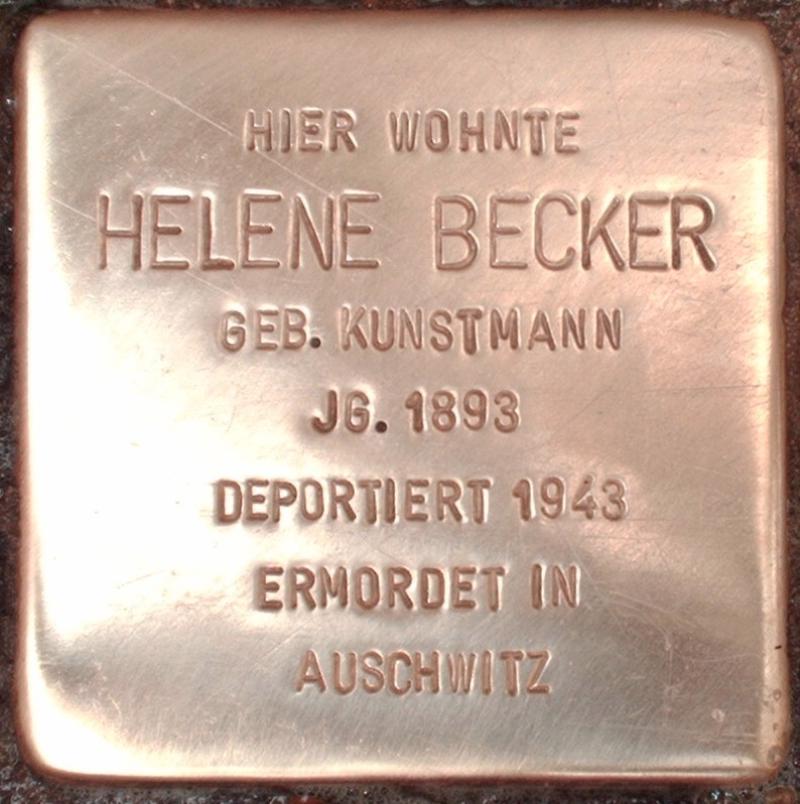 HIER WOHNTE
HELENE BECKER
GEB. KUNSTMANN
JG. 1893
DEPORTIERT 1943
ERMORDET IN
AUSCHWITZ